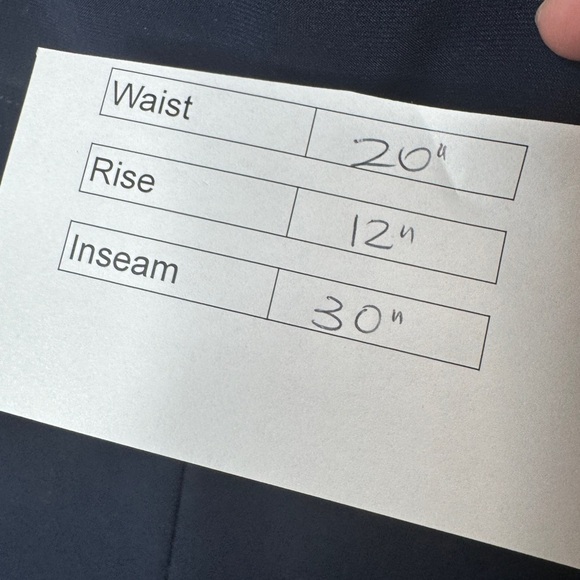 Waist 20"
Rise 12"
Inseam 30"